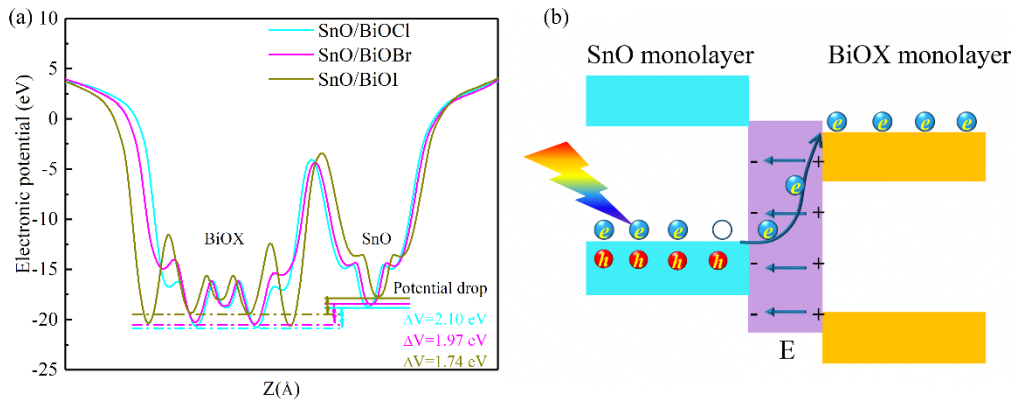 (a)
10
5
0
-5
-10
-15
-20
-25
Electronic potential (eV)
Z(Å)
SnO/BiOCl
SnO/BiOBr
SnO/BiOI
BiOX
SnO
Potential drop
ΔV=2.10 eV
ΔV=1.97 eV
ΔV=1.74 eV
(b)
SnO monolayer
BiOX monolayer
e e e e
- +
e
- +
e e e e
h h h h
- +
- +
E